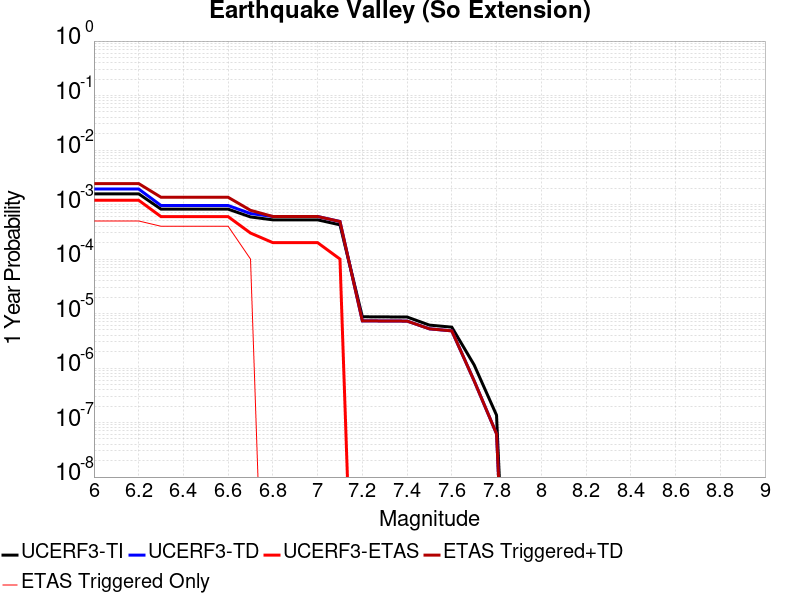 Earthquake Valley (So Extension)
10^0
10^-1
10^-2
10^-3
10^-4
10^-5
10^-6
10^-7
10^-8
1 Year Probability
6 6.2 6.4 6.6 6.8 7 7.2 7.4 7.6 7.8 8 8.2 8.4 8.6 8.8 9
Magnitude
UCERF3-TI UCERF3-TD UCERF3-ETAS ETAS Triggered+TD
ETAS Triggered Only